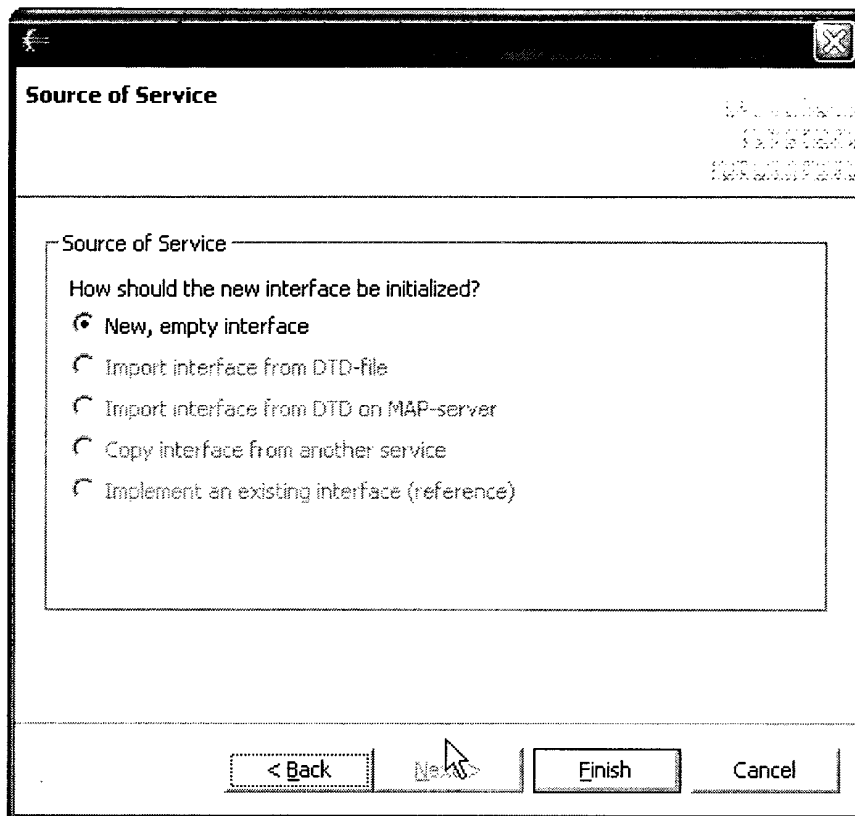 Source of Service
Source of Service
How should the new interface be initialized?
New, empty interface
Import interface from DTD-file
Import interface from DTD on MAP-server
Copy interface from another service
Implement an existing interface (reference)
< Back
Next >
Finish
Cancel